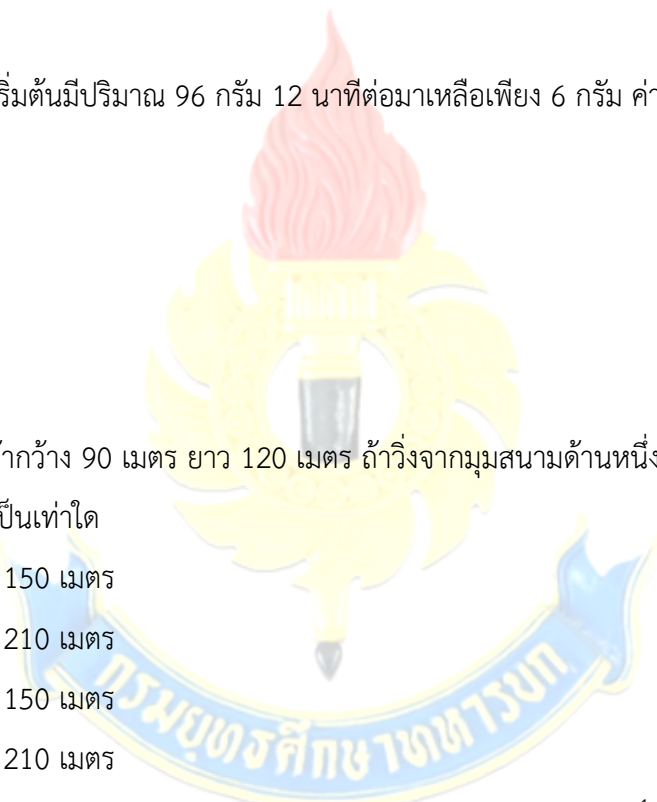 ริ่มต้นมีปริมาณ 96 กรัม 12 นาทีต่อมาเหลือเพียง 6 กรัม ค่า
กว้าง 90 เมตร ยาว 120 เมตร ถ้าวิ่งจากมุมสนามด้านหนึ่ง
เป็นเท่าใด
150 เมตร
210 เมตร
150 เมตร
210 เมตร
กรมยุทธศึกษาทหารบก